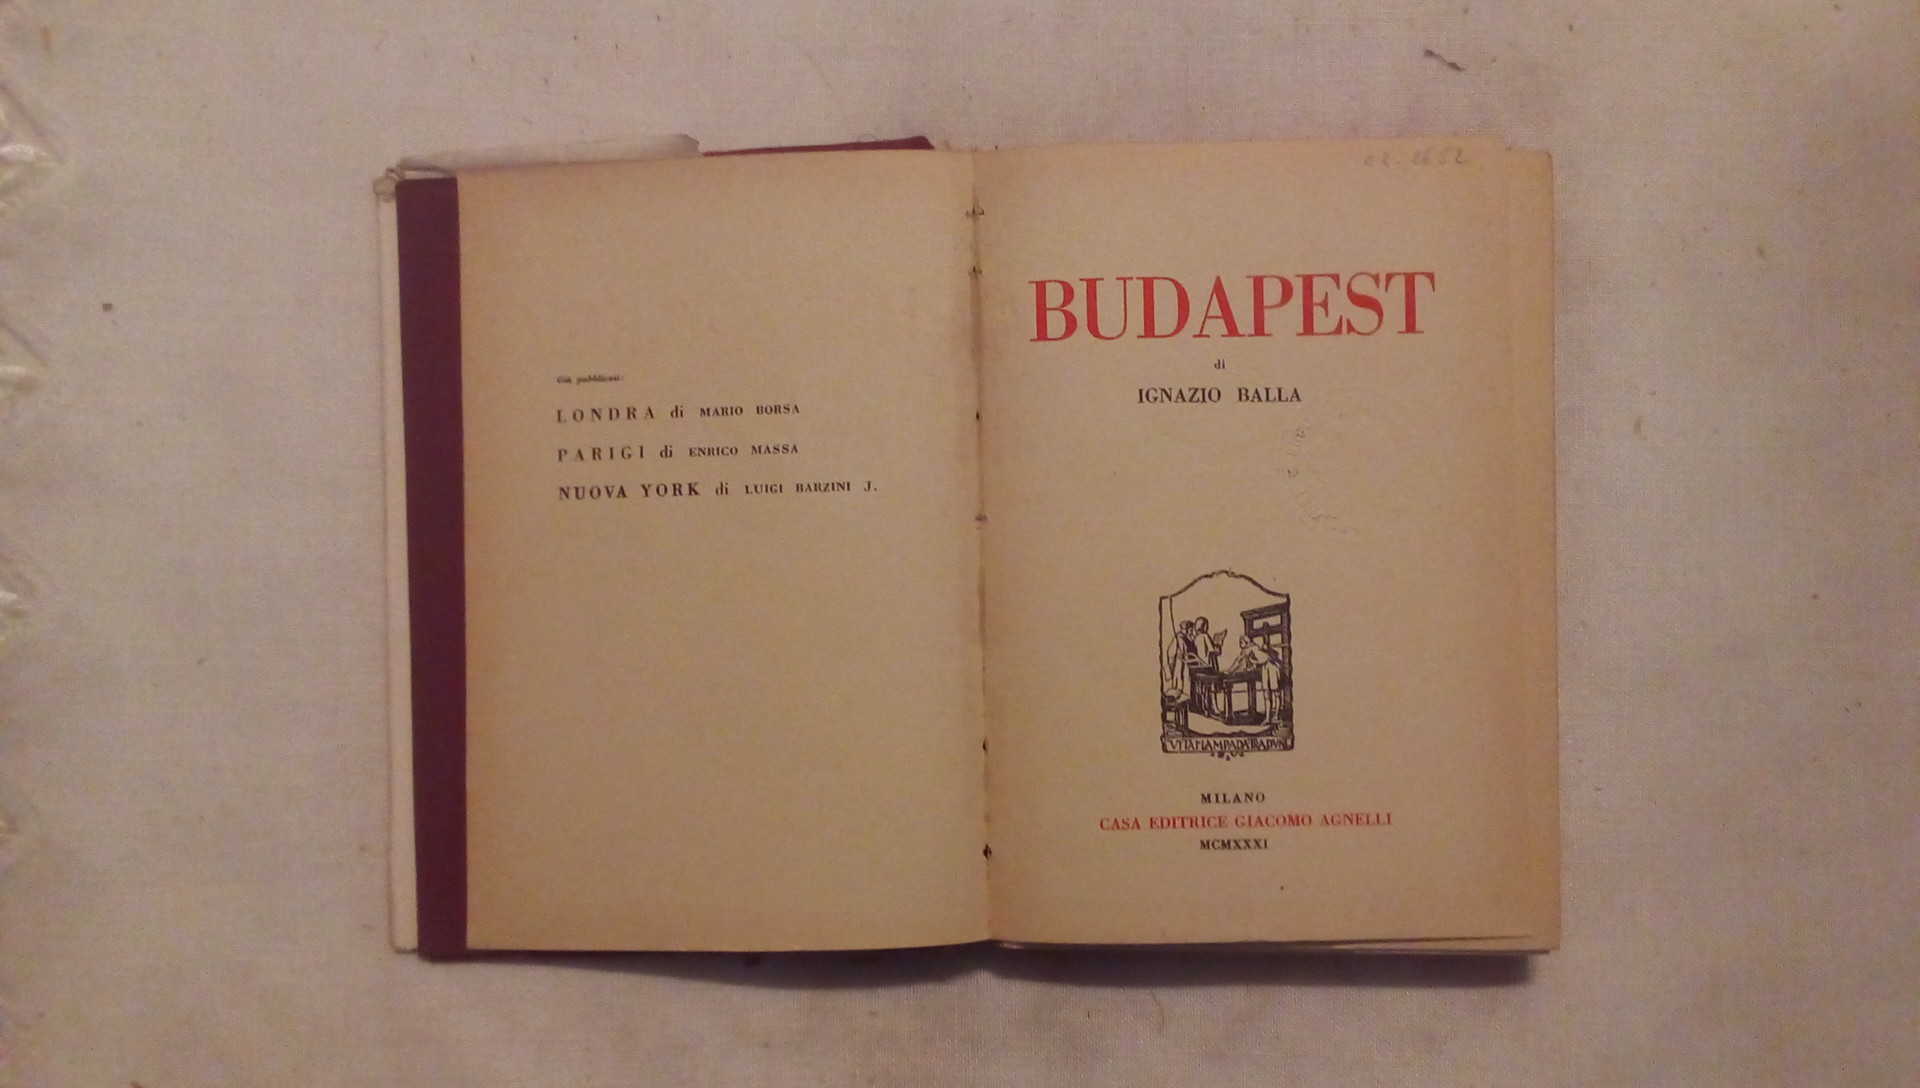 Già pubblicati:
LONDRA di MARIO BORSA
PARIGI di ENRICO MASSA
NUOVA YORK di LUIGI BARZINI J.
BUDAPEST
di
IGNAZIO BALLA
MILANO
CASA EDITRICE GIACOMO AGNELLI
MCMXXXI